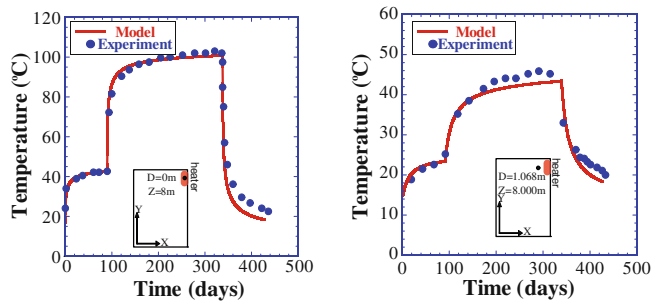 Model
Experiment
Temperature (ºC)
120
100
80
60
40
20
0
D=0m
Z=8m
heater
Y
X
0 100 200 300 400 500
Time (days)
Model
Experiment
Temperature (ºC)
60
50
40
30
20
10
0
D=1.068m
Z=8.000m
heater
Y
X
0 100 200 300 400 500
Time (days)